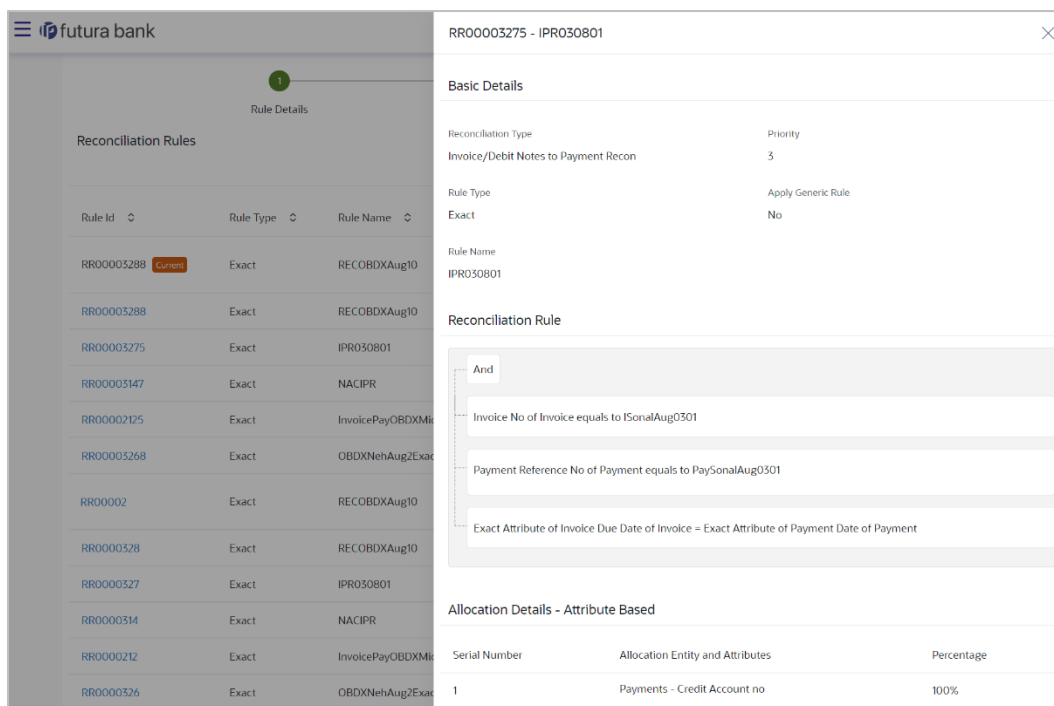 futura bank
1
Rule Details
Reconciliation Rules
Rule Id Rule Type Rule Name
RR00003288 Current Exact RECOBDXAug10
RR00003288 Exact RECOBDXAug10
RR00003275 Exact IPR030801
RR00003147 Exact NACIPR
RR00002125 Exact InvoicePayOBDXMic
RR00003268 Exact OBDXNehAug2Exac
RR00002 Exact RECOBDXAug10
RR0000328 Exact RECOBDXAug10
RR0000327 Exact IPR030801
RR0000314 Exact NACIPR
RR0000212 Exact InvoicePayOBDXMic
RR0000326 Exact OBDXNehAug2Exac
RR00003275 - IPR030801
Basic Details
Reconciliation Type Priority
Invoice/Debit Notes to Payment Recon 3
Rule Type Apply Generic Rule
Exact No
Rule Name
IPR030801
Reconciliation Rule
And
Invoice No of Invoice equals to ISonalAug0301
Payment Reference No of Payment equals to PaySonalAug0301
Exact Attribute of Invoice Due Date of Invoice = Exact Attribute of Payment Date of Payment
Allocation Details - Attribute Based
Serial Number Allocation Entity and Attributes Percentage
1 Payments - Credit Account no 100%